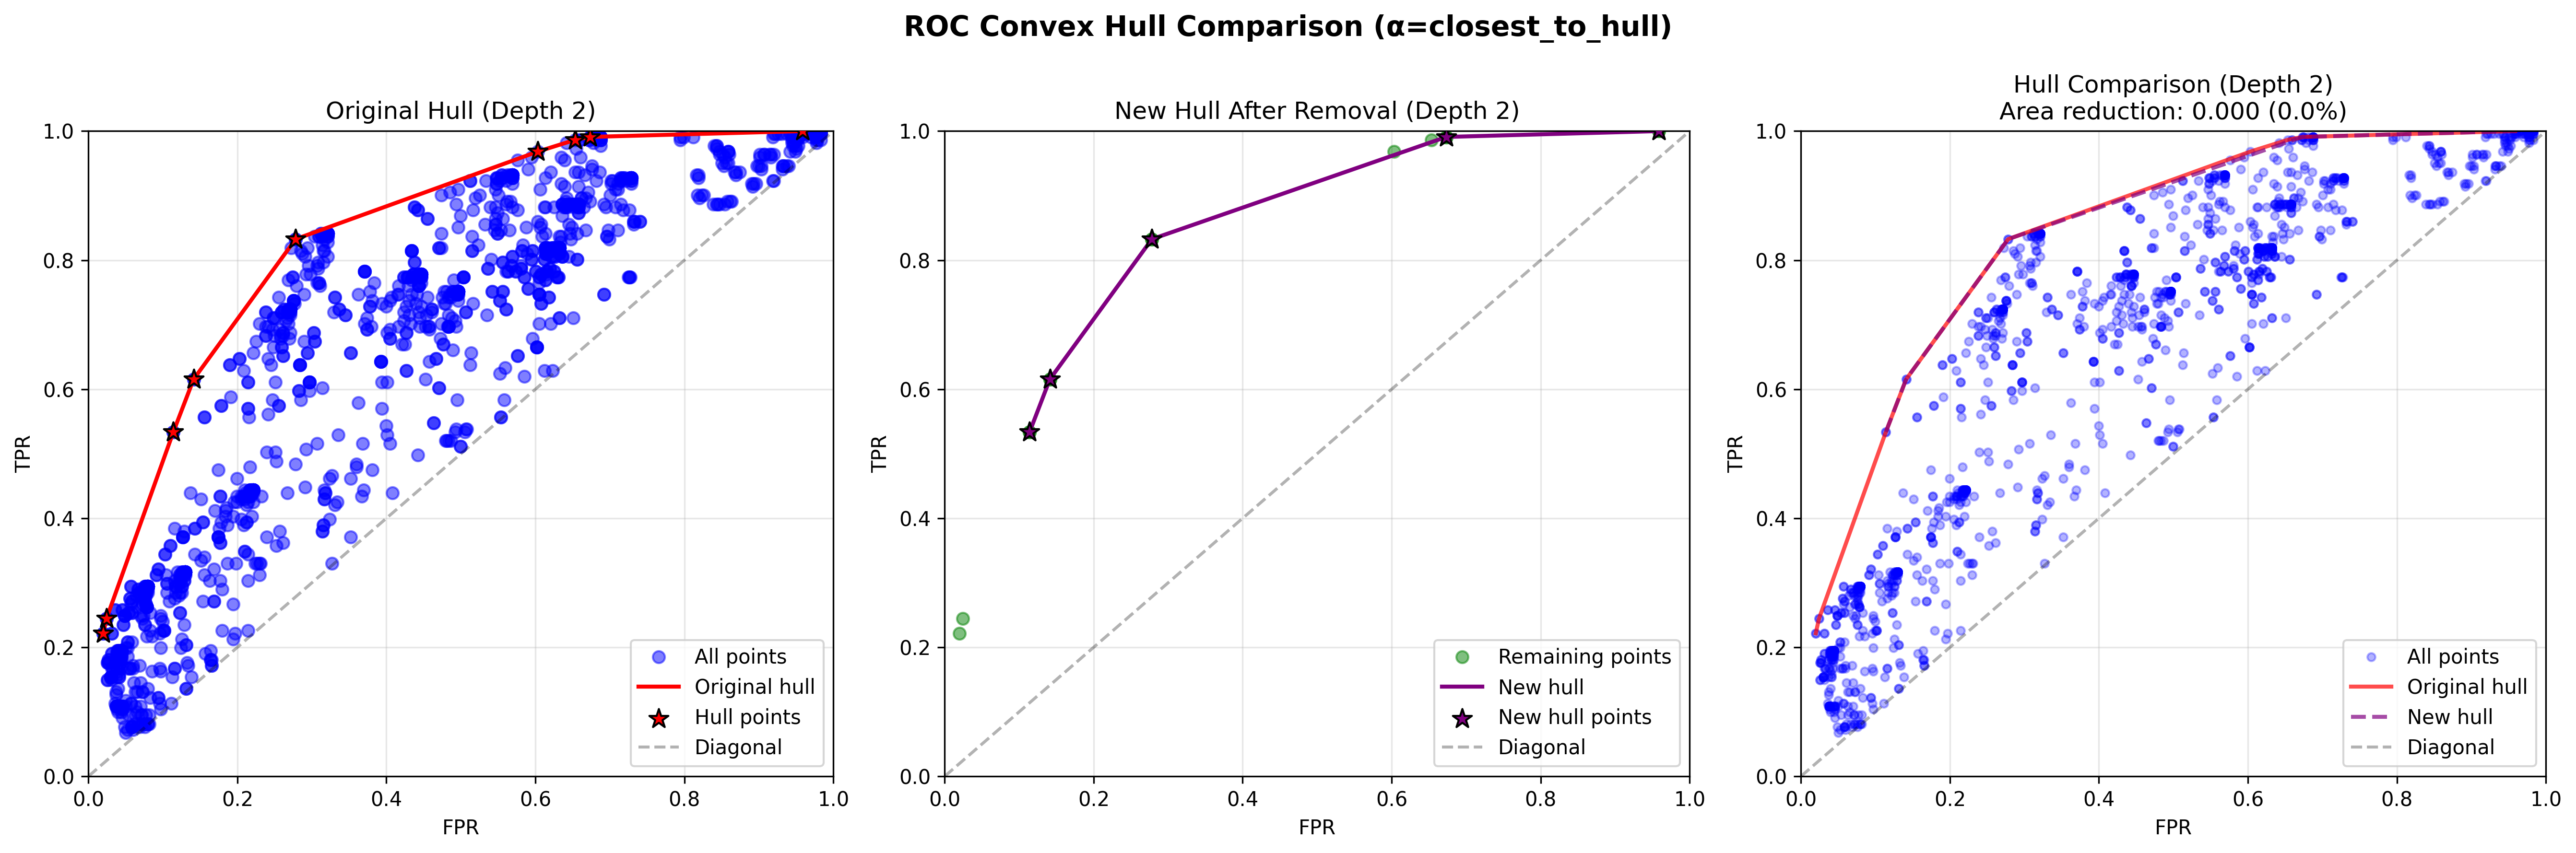 ROC Convex Hull Comparison (α=closest_to_hull)
Original Hull (Depth 2)
1.0
0.8
0.6
0.4
0.2
0.0
TPR
0.0 0.2 0.4 0.6 0.8 1.0
FPR
All points
Original hull
Hull points
Diagonal
New Hull After Removal (Depth 2)
1.0
0.8
0.6
0.4
0.2
0.0
TPR
0.0 0.2 0.4 0.6 0.8 1.0
FPR
Remaining points
New hull
New hull points
Diagonal
Hull Comparison (Depth 2)
Area reduction: 0.000 (0.0%)
1.0
0.8
0.6
0.4
0.2
0.0
TPR
0.0 0.2 0.4 0.6 0.8 1.0
FPR
All points
Original hull
New hull
Diagonal